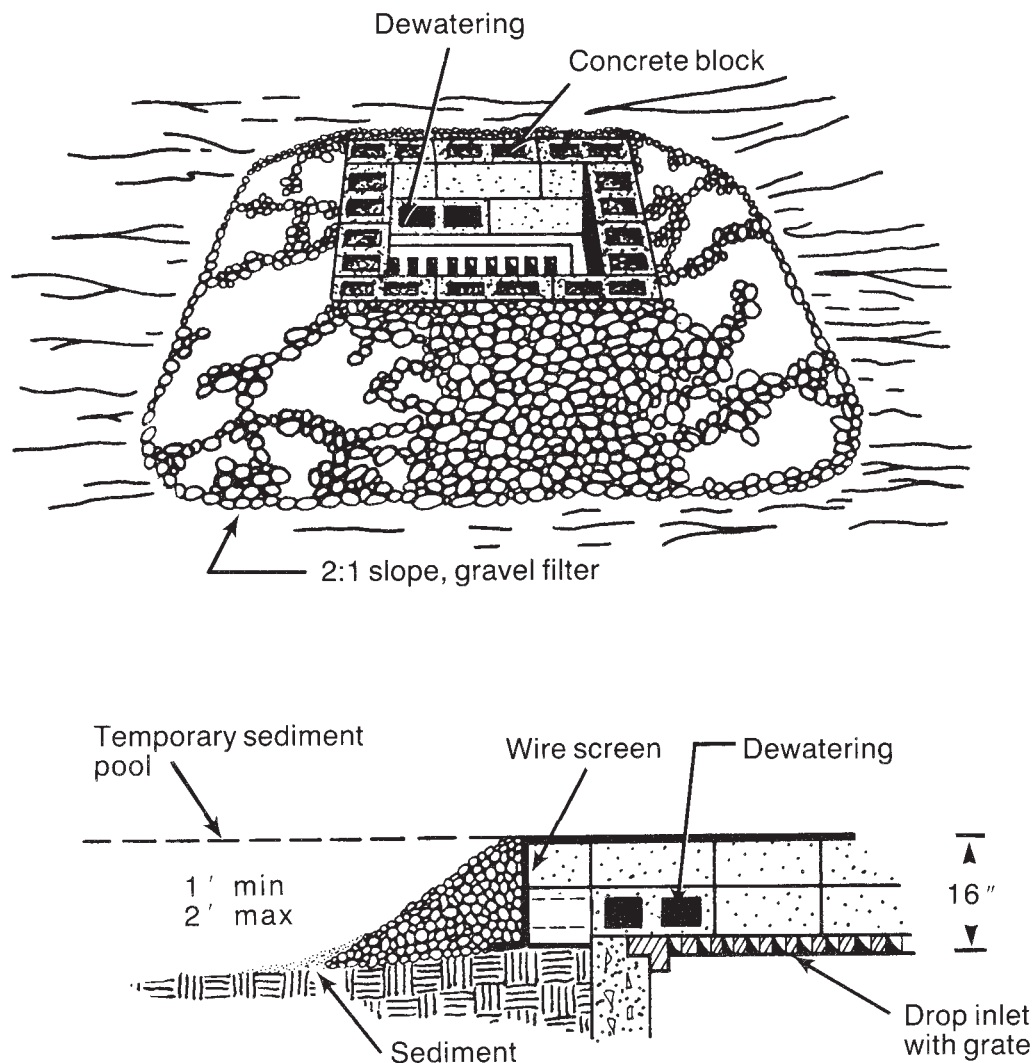 Dewatering
Concrete block
2:1 slope, gravel filter
Temporary sediment
pool
Wire screen
Dewatering
1′ min
2′ max
16″
Drop inlet
with grate
Sediment